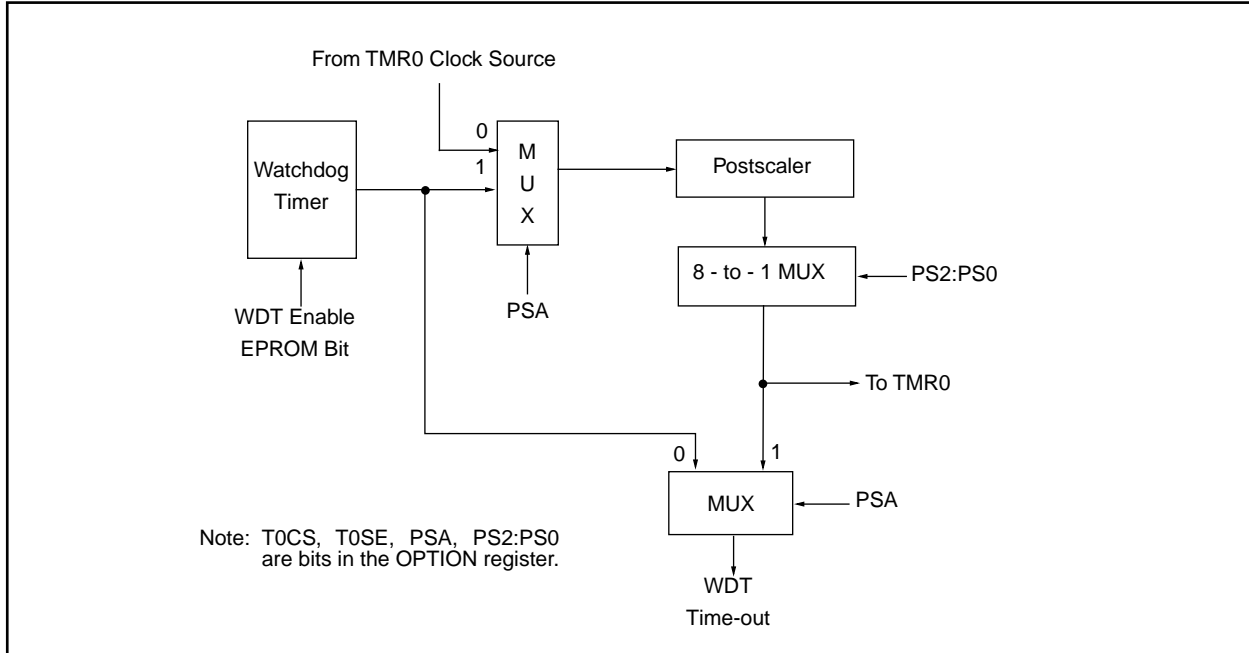 From TMR0 Clock Source
0
1
M
U
X
Watchdog
Timer
Postscaler
8 - to - 1 MUX
PS2:PS0
PSA
WDT Enable
EPROM Bit
To TMR0
0
1
MUX
PSA
Note: T0CS, T0SE, PSA, PS2:PS0
are bits in the OPTION register.
WDT
Time-out